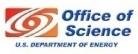 Office of
Science
U.S. DEPARTMENT OF ENERGY